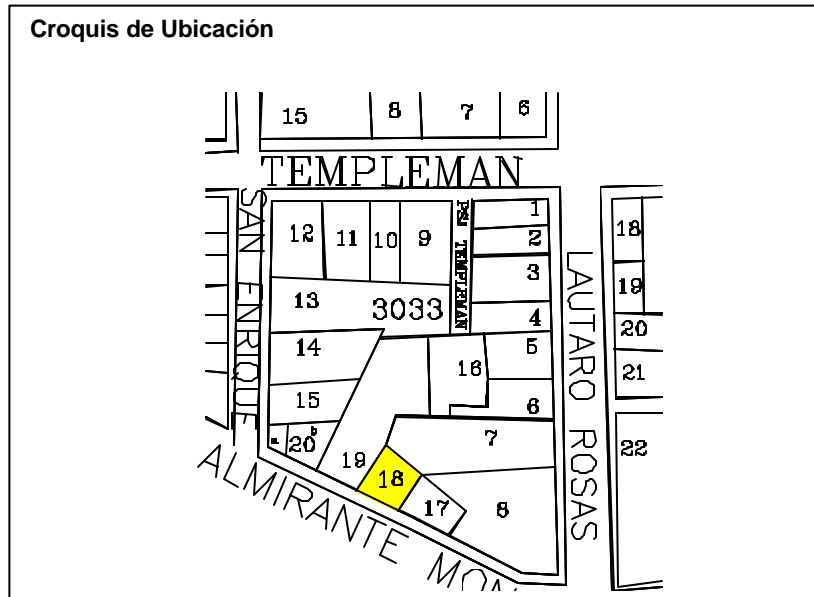 Croquis de Ubicación
15 8 7 6
TEMPLEMAN
SAN ENRIQUE
PSJ TEMPLEMAN
LAUTARO ROSAS
12 11 10 9
1
2
3
4
13 3033
14
15
a 20 b
16
5
6
7
19 18 17 8
18
19
20
21
22
ALMIRANTE MON